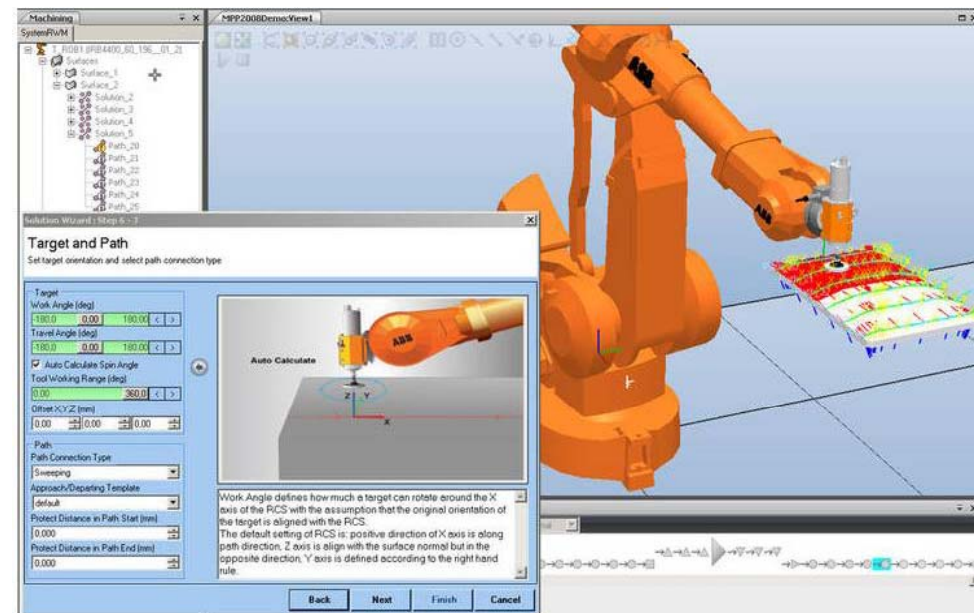 Machining
MPP2008Demo:View1
SystemRWM
T_ROB1 (IRB4400_60_196__01_2)
Surfaces
Surface_1
Surface_2
Solution_2
Solution_3
Solution_4
Solution_5
Path_20
Path_21
Path_22
Path_23
Path_24
Path_25
ABB
ABB
Solution Wizard : Step 6 - 7
Target and Path
Set target orientation and select path connection type
Target
Work Angle (deg)
-180.0 0.00 180.00 < >
Travel Angle (deg)
-180.0 0.00 180.00 < >
Auto Calculate Spin Angle
Tool Working Range (deg)
0.00 360.0 < >
Offset X,Y,Z (mm)
0.00 0.00 0.00
Path
Path Connection Type
Sweeping
Approach/Departing Template
default
Protect Distance in Path Start (mm)
0.000
Protect Distance in Path End (mm)
0.000
Auto Calculate
ABB
Z Y
X
Work Angle defines how much a target can rotate around the X
axis of the RCS with the assumption that the original orientation
of the target is aligned with the RCS.
The default setting of RCS is: positive direction of X axis is along
path direction, Z axis is align with the surface normal but in the
opposite direction, Y axis is defined according to the right hand
rule.
Back Next Finish Cancel